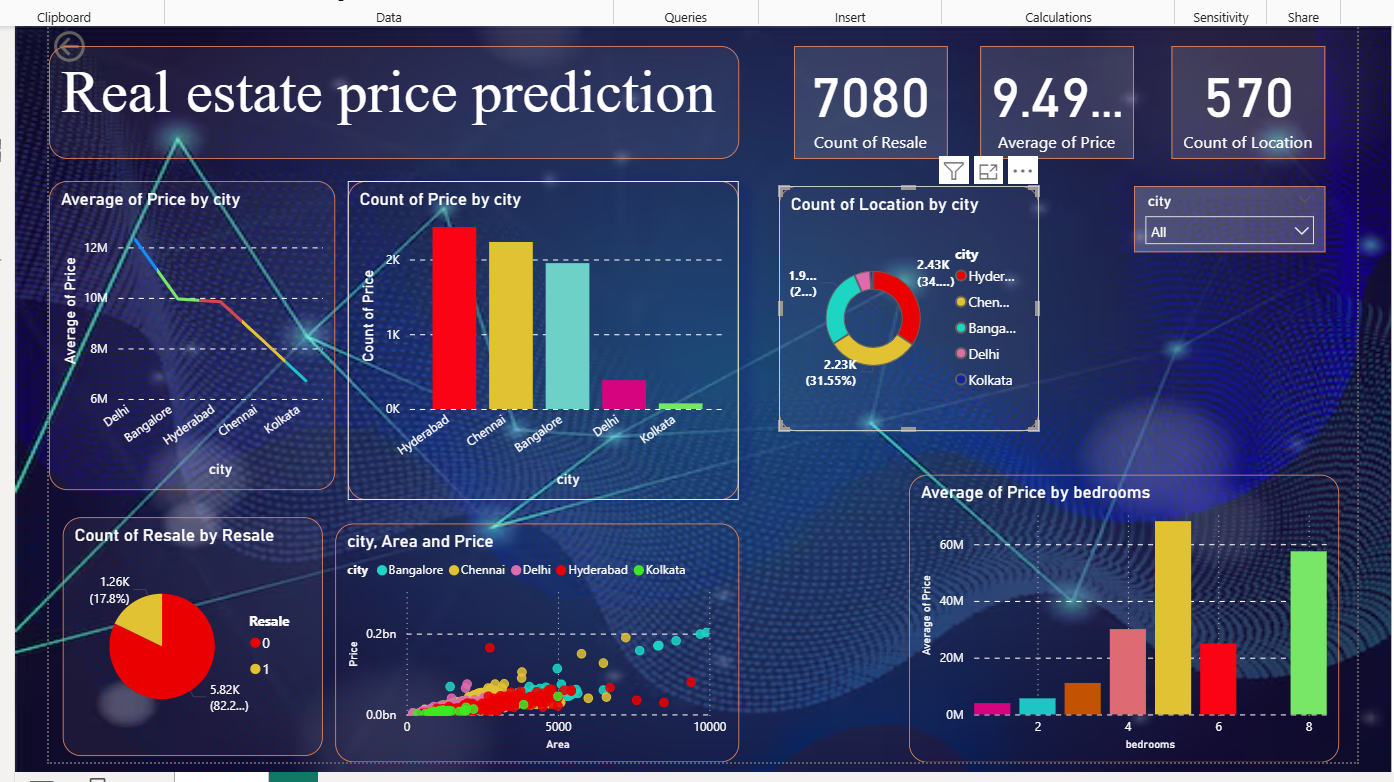 Clipboard
Data
Queries
Insert
Calculations
Sensitivity
Share
Real estate price prediction
7080
Count of Resale
9.49...
Average of Price
570
Count of Location
Average of Price by city
12M
10M
8M
6M
Average of Price
Delhi
Bangalore
Hyderabad
Chennai
Kolkata
city
Count of Price by city
2K
1K
0K
Count of Price
Hyderabad
Chennai
Bangalore
Delhi
Kolkata
city
Count of Location by city
2.43K
(34....)
1.9...
(2...)
2.23K
(31.55%)
city
Hyder...
Chen...
Banga...
Delhi
Kolkata
city
All
Count of Resale by Resale
1.26K
(17.8%)
5.82K
(82.2...)
Resale
0
1
city, Area and Price
city Bangalore Chennai Delhi Hyderabad Kolkata
0.2bn
0.0bn
Price
0 5000 10000
Area
Average of Price by bedrooms
60M
40M
20M
0M
Average of Price
2 4 6 8
bedrooms